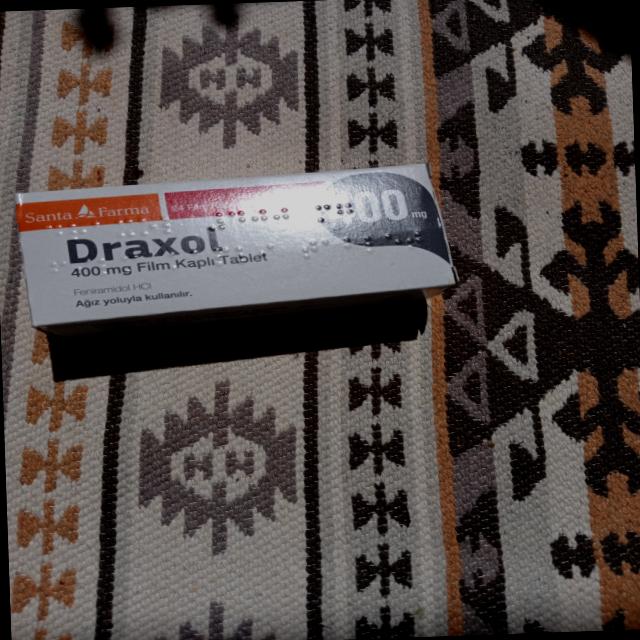 Santa Farma
400 mg
Draxol
400 mg Film Kaplı Tablet
Feniramidol HCl
Ağız yoluyla kullanılır.